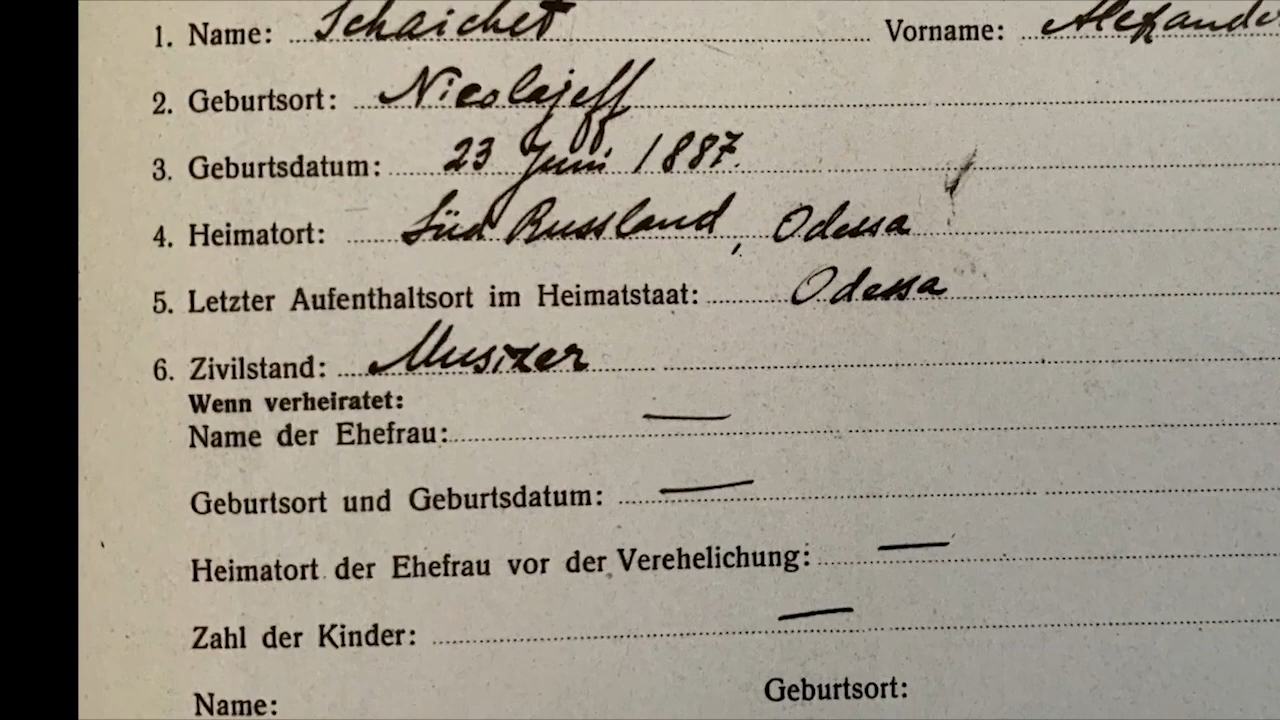 1. Name: Schaichet Vorname: Alexande
2. Geburtsort: Nicolajeff
3. Geburtsdatum: 23 Juni 1887.
4. Heimatort: Süd Russland, Odessa
5. Letzter Aufenthaltsort im Heimatstaat: Odessa
6. Zivilstand: Musiker
Wenn verheiratet:
Name der Ehefrau: —
Geburtsort und Geburtsdatum: —
Heimatort der Ehefrau vor der Verehelichung: —
Zahl der Kinder: —
Name: Geburtsort: